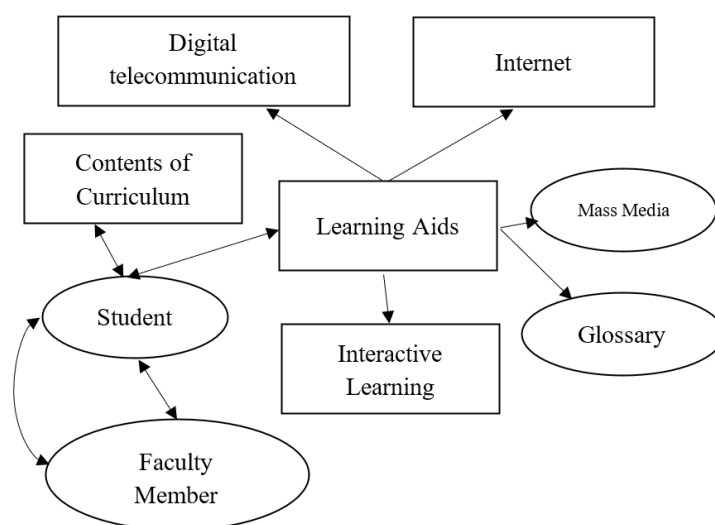 Digital
telecommunication
Internet
Contents of
Curriculum
Learning Aids
Mass Media
Student
Glossary
Interactive
Learning
Faculty
Member